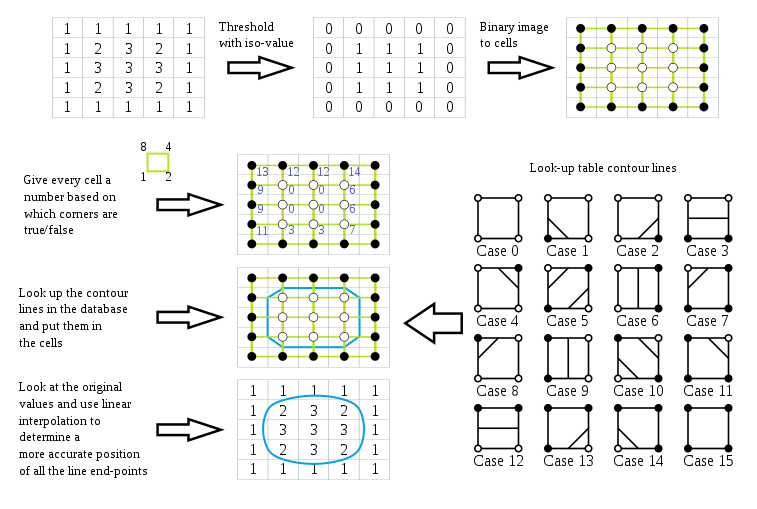 1 1 1 1 1
1 2 3 2 1
1 3 3 3 1
1 2 3 2 1
1 1 1 1 1
Threshold
with iso-value
0 0 0 0 0
0 1 1 1 0
0 1 1 1 0
0 1 1 1 0
0 0 0 0 0
Binary image
to cells
Give every cell a
number based on
which corners are
true/false
8 4
1 2
13 12 12 14
9 0 0 6
9 0 0 6
11 3 3 7
Look up the contour
lines in the database
and put them in
the cells
Look at the original
values and use linear
interpolation to
determine a
more accurate position
of all the line end-points
1 1 1 1 1
1 2 3 2 1
1 3 3 3 1
1 2 3 2 1
1 1 1 1 1
Look-up table contour lines
Case 0 Case 1 Case 2 Case 3
Case 4 Case 5 Case 6 Case 7
Case 8 Case 9 Case 10 Case 11
Case 12 Case 13 Case 14 Case 15